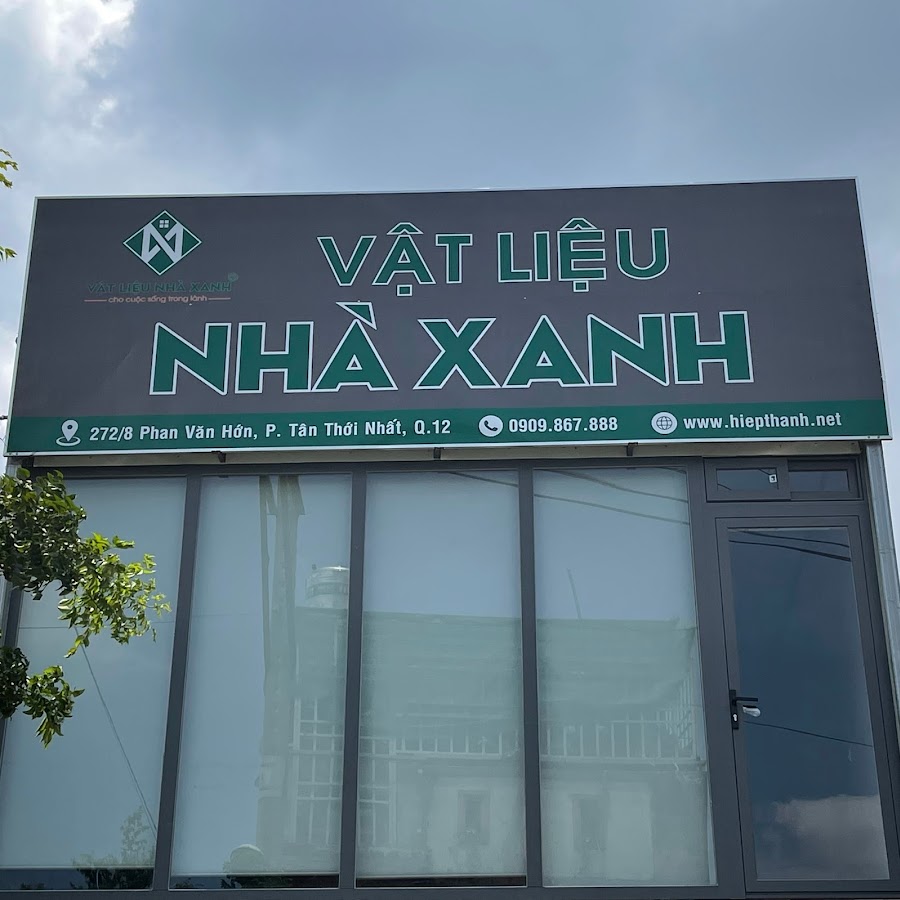 VẬT LIỆU NHÀ XANH
cho cuộc sống trong lành
VẬT LIỆU
NHÀ XANH
272/8 Phan Văn Hớn, P. Tân Thới Nhất, Q.12
0909.867.888
www.hiepthanh.net